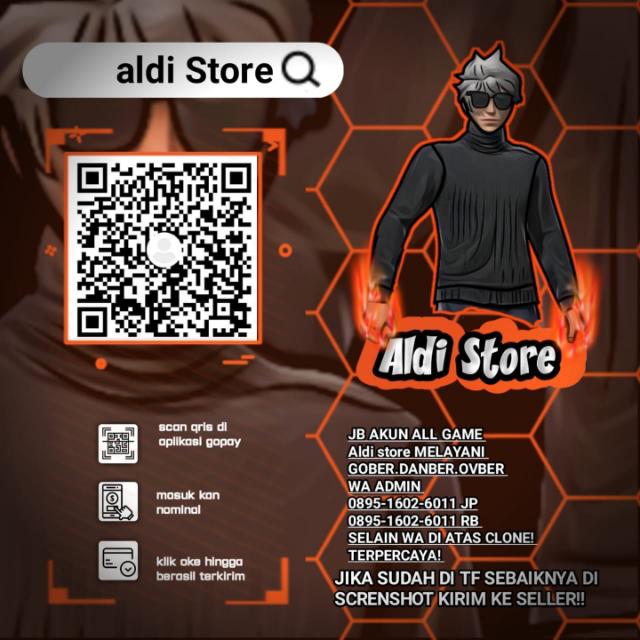 aldi Store
Aldi Store
scan qris di
aplikasi gopay
masuk kan
nominal
klik oke hingga
berasil terkirim
JB AKUN ALL GAME
Aldi store MELAYANI
GOBER.DANBER.OVBER
WA ADMIN
0895-1602-6011 JP
0895-1602-6011 RB
SELAIN WA DI ATAS CLONE!
TERPERCAYA!
JIKA SUDAH DI TF SEBAIKNYA DI
SCRENSHOT KIRIM KE SELLER!!